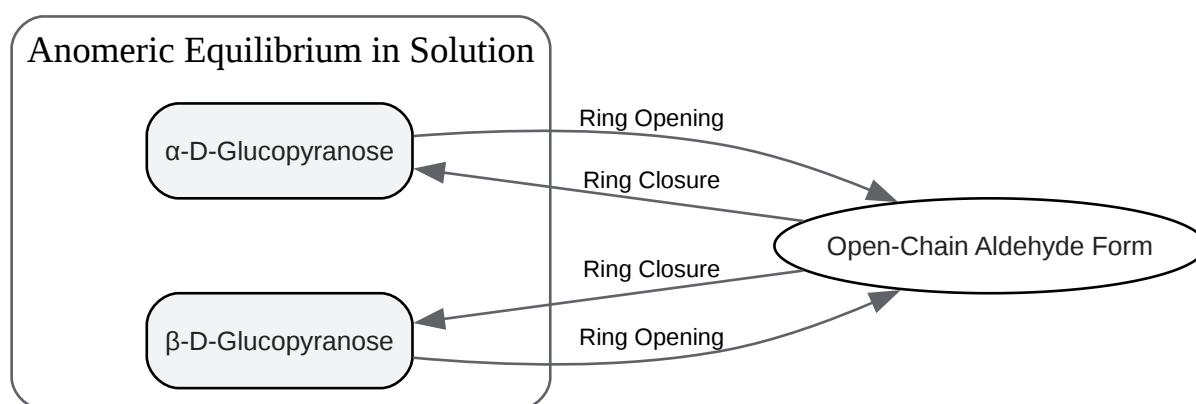 Anomeric Equilibrium in Solution
Ring Opening
α-D-Glucopyranose
Ring Closure
Open-Chain Aldehyde Form
Ring Closure
β-D-Glucopyranose
Ring Opening